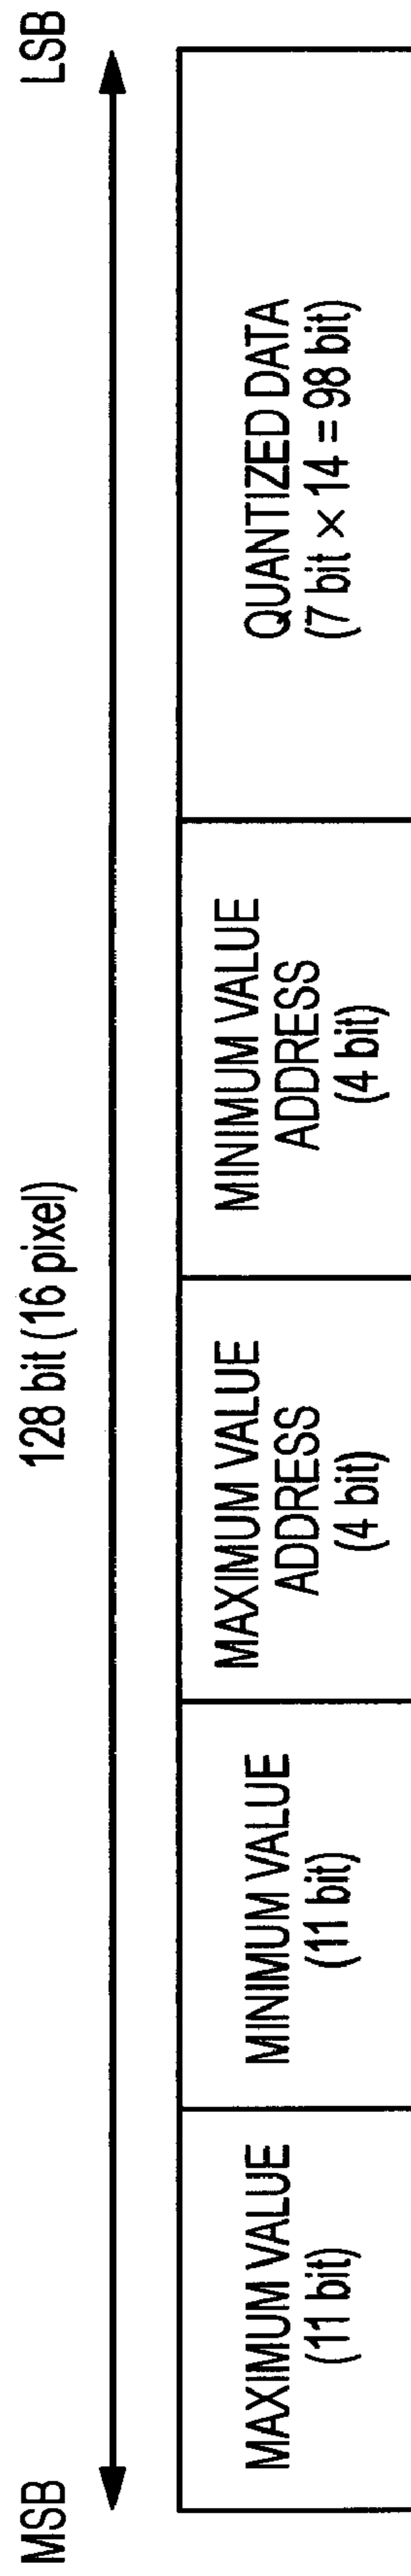 128 bit (16 pixel)
MSB
LSB
MAXIMUM VALUE
(11 bit)
MINIMUM VALUE
(11 bit)
MAXIMUM VALUE
ADDRESS
(4 bit)
MINIMUM VALUE
ADDRESS
(4 bit)
QUANTIZED DATA
(7 bit × 14 = 98 bit)